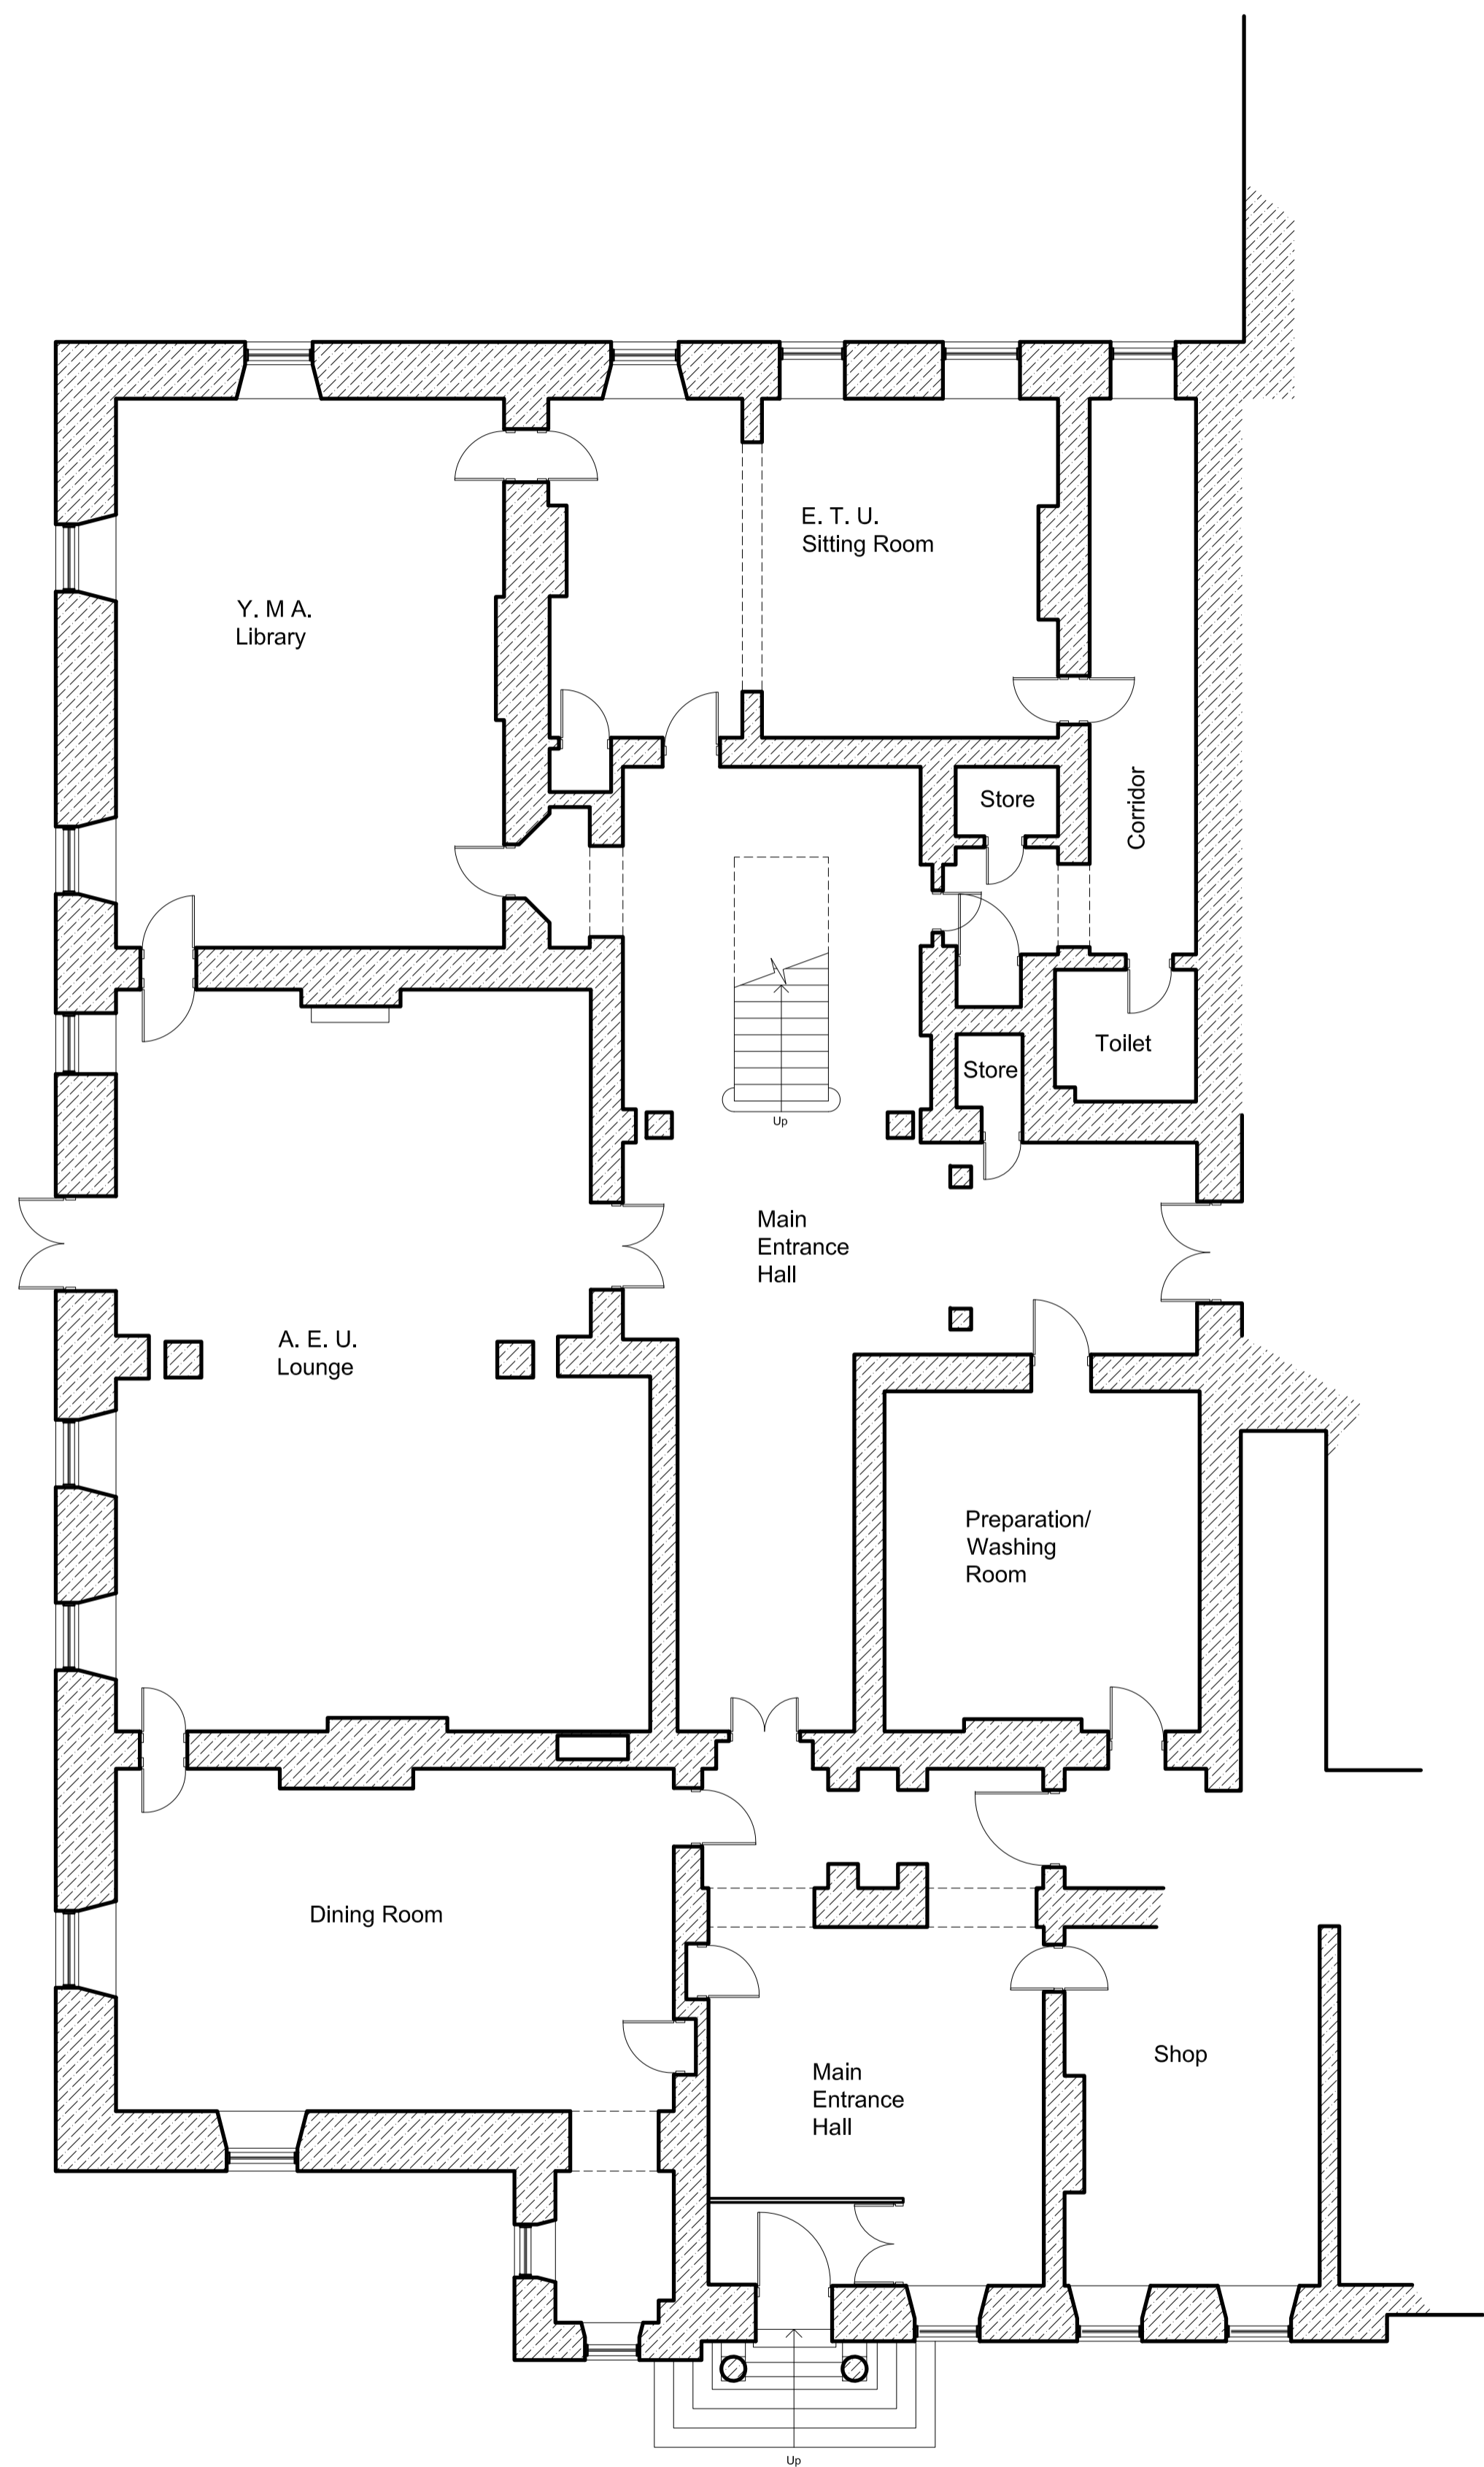 E. T. U.
Sitting Room
Y. M A.
Library
Store
Corridor
Toilet
Store
Up
Main
Entrance
Hall
A. E. U.
Lounge
Preparation/
Washing
Room
Dining Room
Shop
Main
Entrance
Hall
Up